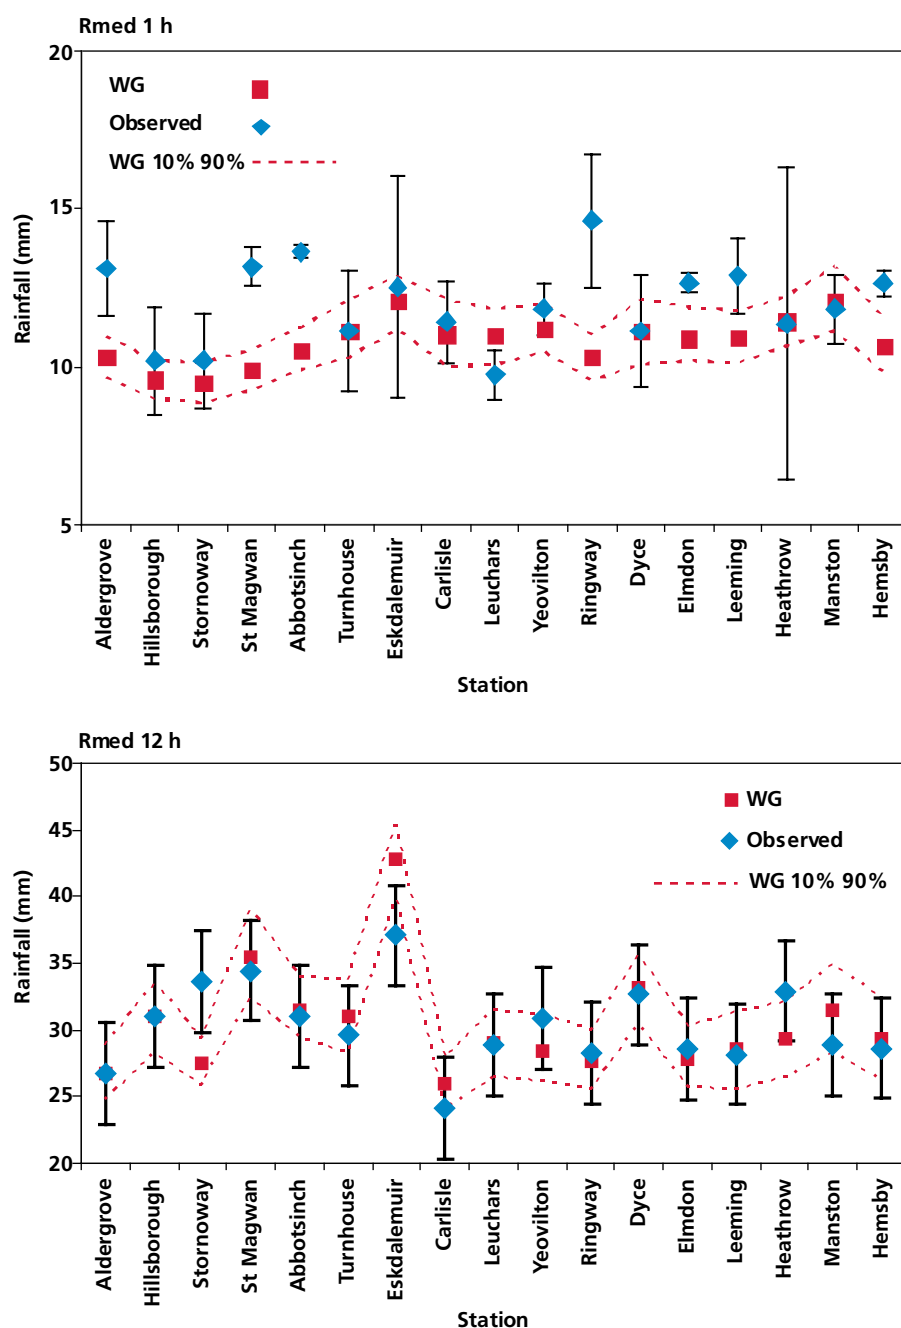 Rmed 1 h
20
WG
Observed
WG 10% 90%
15
Rainfall (mm)
10
5
Aldergrove
Hillsborough
Stornoway
St Magwan
Abbotsinch
Turnhouse
Eskdalemuir
Carlisle
Leuchars
Yeovilton
Ringway
Dyce
Elmdon
Leeming
Heathrow
Manston
Hemsby
Station
Rmed 12 h
50
WG
45
Observed
WG 10% 90%
40
35
Rainfall (mm)
30
25
20
Aldergrove
Hillsborough
Stornoway
St Magwan
Abbotsinch
Turnhouse
Eskdalemuir
Carlisle
Leuchars
Yeovilton
Ringway
Dyce
Elmdon
Leeming
Heathrow
Manston
Hemsby
Station